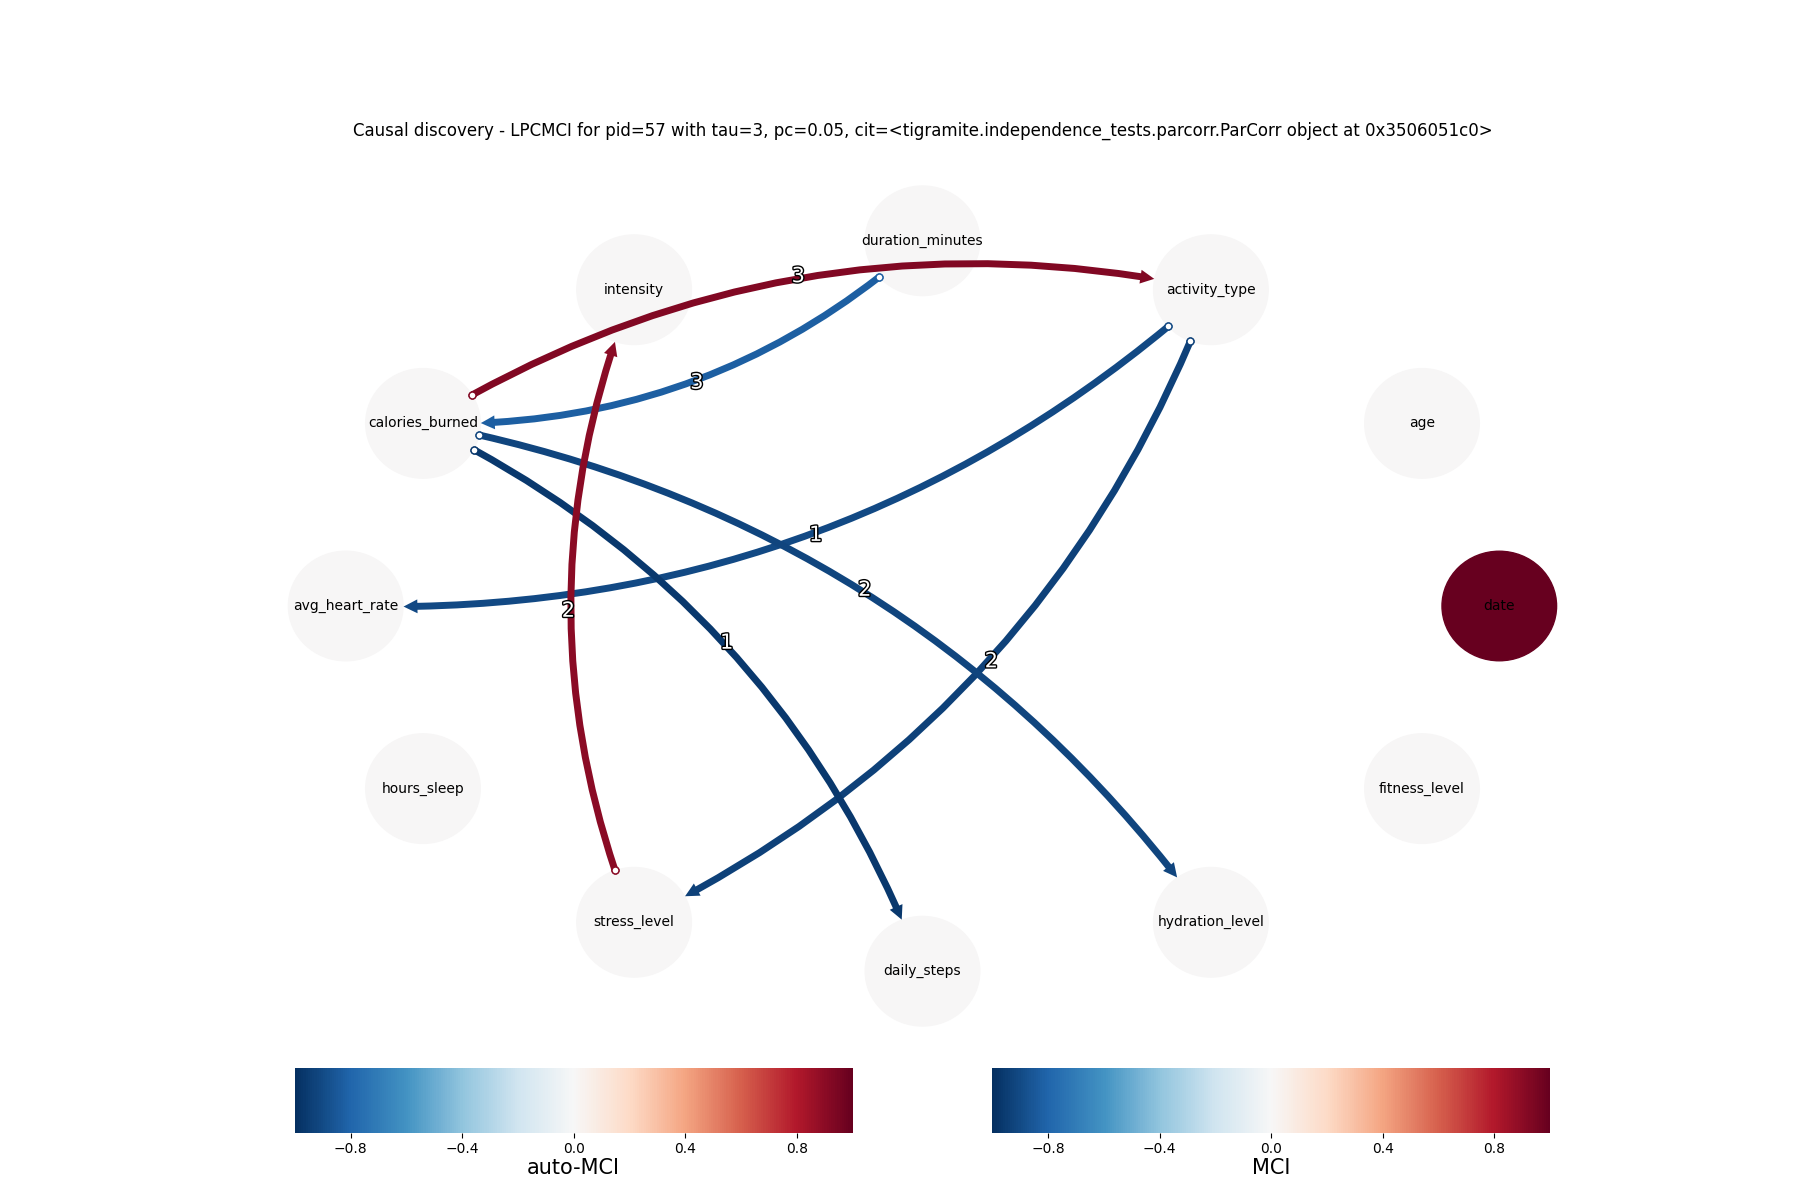 Causal discovery - LPCMCI for pid=57 with tau=3, pc=0.05, cit=<tigramite.independence_tests.parcorr.ParCorr object at 0x3506051c0>
duration_minutes
intensity
activity_type
3
3
calories_burned
age
1
2
avg_heart_rate
2
date
1
2
hours_sleep
fitness_level
stress_level
hydration_level
daily_steps
−0.8 −0.4 0.0 0.4 0.8
auto-MCI
−0.8 −0.4 0.0 0.4 0.8
MCI